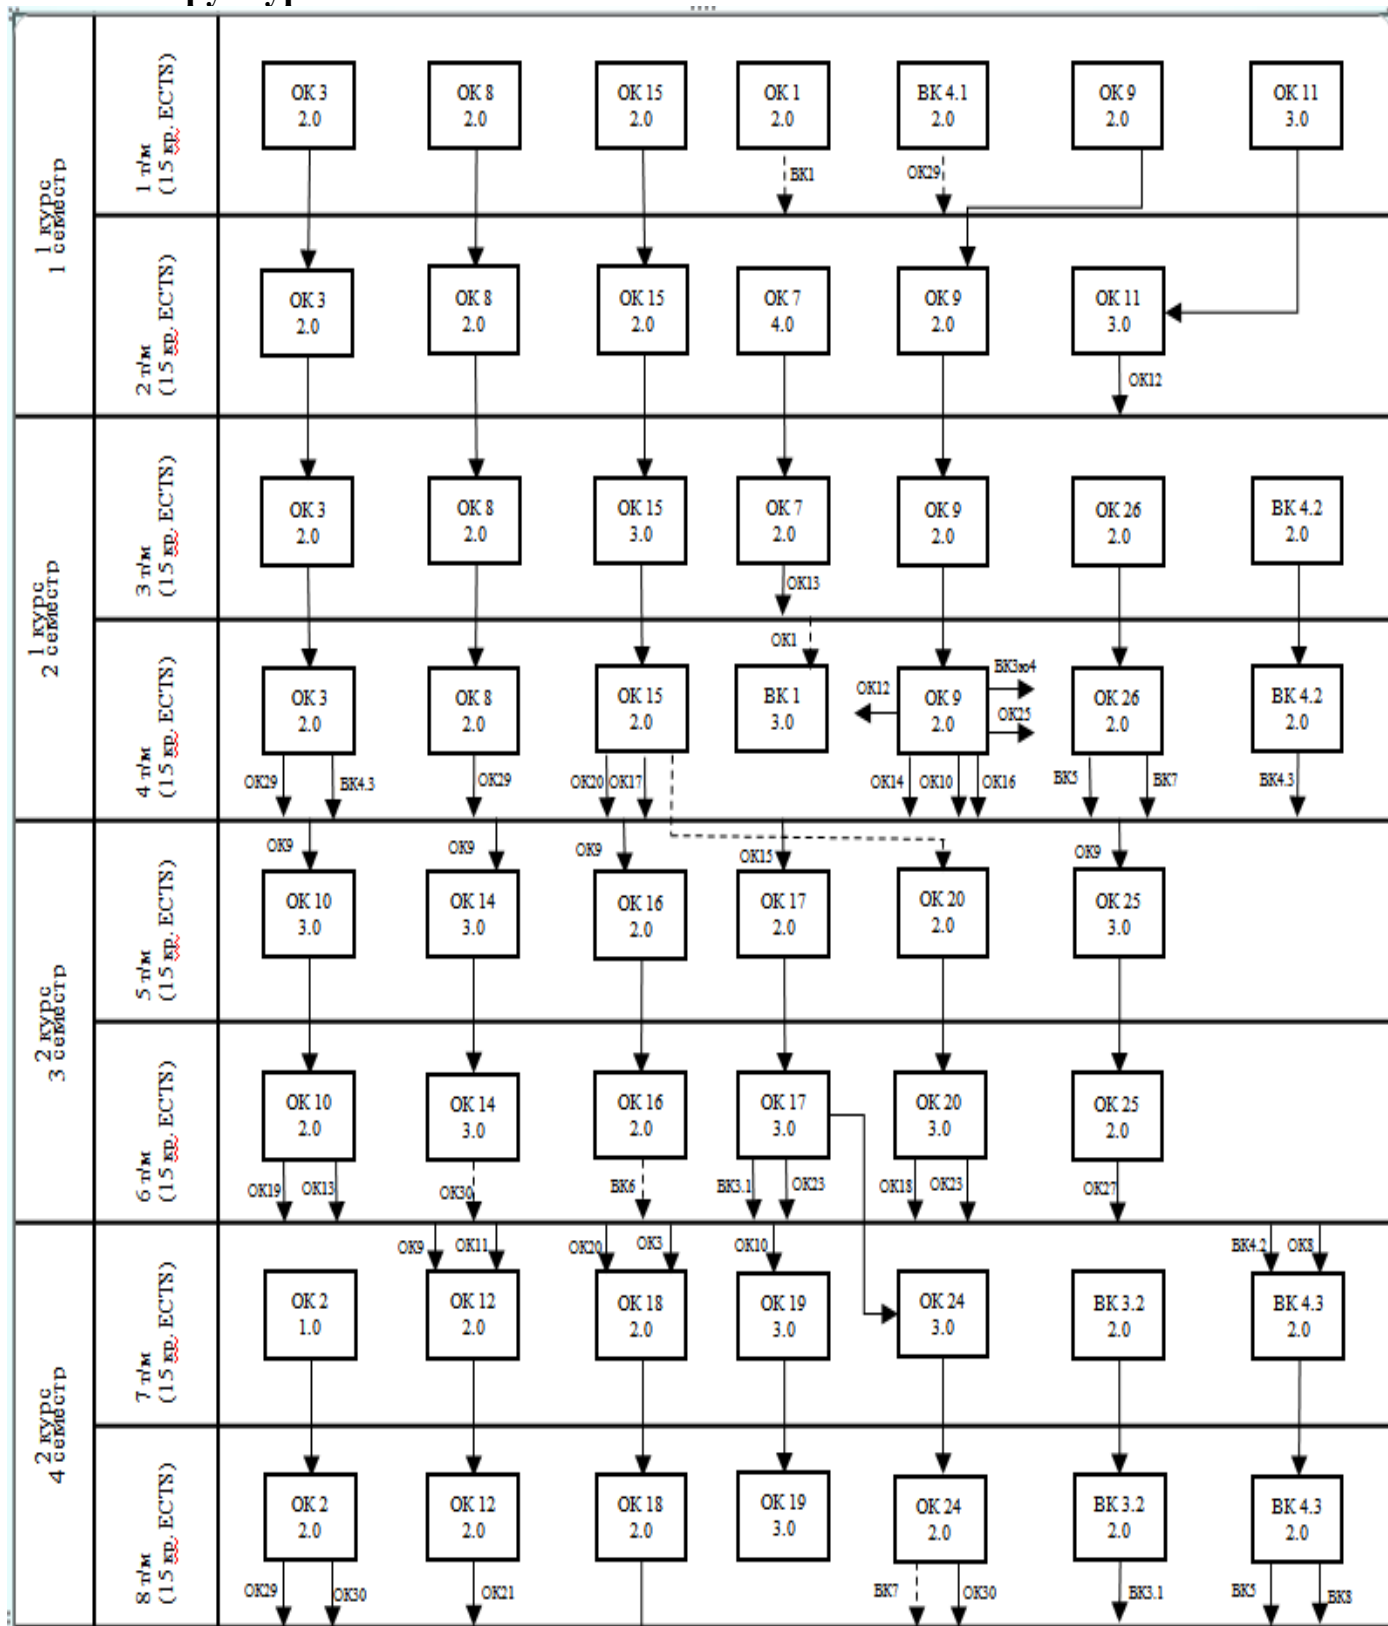 1 курс
1 семестр
1 т/м
(15 кр. ECTS)
ОК 3
2.0
ОК 8
2.0
ОК 15
2.0
ОК 1
2.0
ВК 4.1
2.0
ОК 9
2.0
ОК 11
3.0
ВК1
ОК29
2 т/м
(15 кр. ECTS)
ОК 3
2.0
ОК 8
2.0
ОК 15
2.0
ОК 7
4.0
ОК 9
2.0
ОК 11
3.0
ОК12
1 курс
2 семестр
3 т/м
(15 кр. ECTS)
ОК 3
2.0
ОК 8
2.0
ОК 15
3.0
ОК 7
2.0
ОК 9
2.0
ОК 26
2.0
ВК 4.2
2.0
ОК13
4 т/м
(15 кр. ECTS)
ОК1
ОК 3
2.0
ОК 8
2.0
ОК 15
2.0
ВК 1
3.0
ОК12
ОК 9
2.0
ВК3по4
ОК25
ОК 26
2.0
ВК 4.2
2.0
ОК29
ВК4.3
ОК29
ОК20
ОК17
ОК14
ОК10
ОК16
ВК5
ВК7
ВК4.3
2 курс
3 семестр
5 т/м
(15 кр. ECTS)
ОК9
ОК9
ОК9
ОК15
ОК9
ОК 10
3.0
ОК 14
3.0
ОК 16
2.0
ОК 17
2.0
ОК 20
2.0
ОК 25
3.0
6 т/м
(15 кр. ECTS)
ОК 10
2.0
ОК 14
3.0
ОК 16
2.0
ОК 17
3.0
ОК 20
3.0
ОК 25
2.0
ОК19
ОК13
ОК30
ВК6
ВК3.1
ОК23
ОК18
ОК23
ОК27
2 курс
4 семестр
7 т/м
(15 кр. ECTS)
ОК9
ОК11
ОК20
ОК3
ОК10
ВК4.2
ОК8
ОК 2
1.0
ОК 12
2.0
ОК 18
2.0
ОК 19
3.0
ОК 24
3.0
ВК 3.2
2.0
ВК 4.3
2.0
8 т/м
(15 кр. ECTS)
ОК 2
2.0
ОК 12
2.0
ОК 18
2.0
ОК 19
3.0
ОК 24
2.0
ВК 3.2
2.0
ВК 4.3
2.0
ОК29
ОК30
ОК21
ВК7
ОК30
ВК3.1
ВК5
ВК8